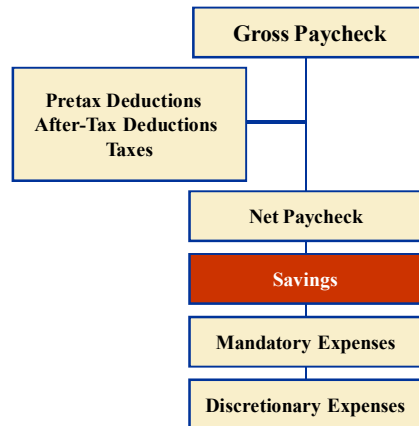 Gross Paycheck
Pretax Deductions
After-Tax Deductions
Taxes
Net Paycheck
Savings
Mandatory Expenses
Discretionary Expenses